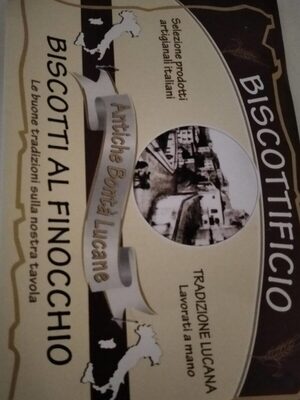 BISCOTTIFICIO
Selezione prodotti
artigianali italiani
TRADIZIONE LUCANA
Lavorati a mano
Antiche Bontà Lucane
BISCOTTI AL FINOCCHIO
Le buone tradizioni sulla nostra tavola